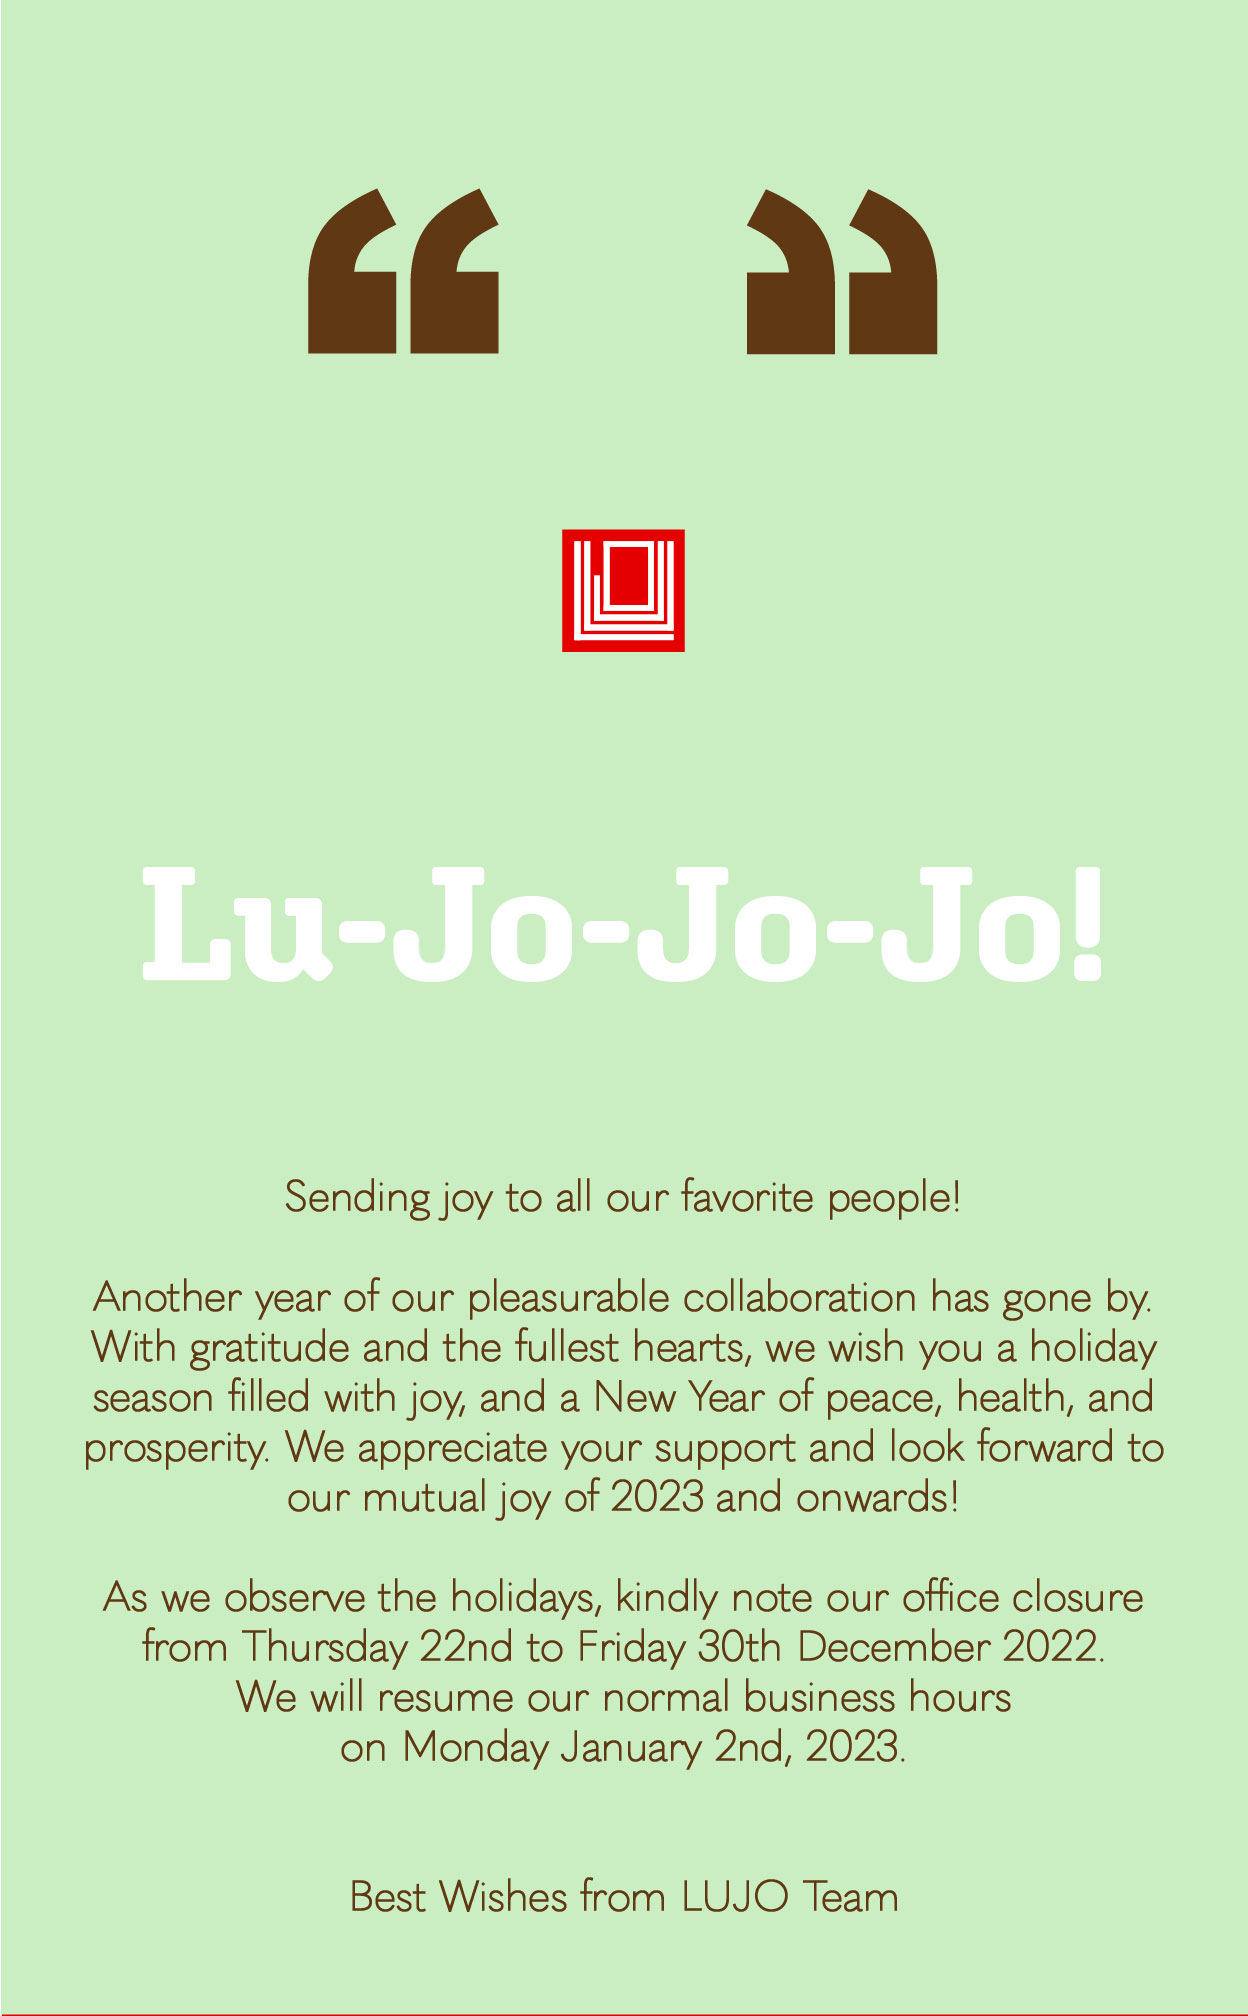 “ ”
Lu-Jo-Jo-Jo!
Sending joy to all our favorite people!
Another year of our pleasurable collaboration has gone by.
With gratitude and the fullest hearts, we wish you a holiday
season filled with joy, and a New Year of peace, health, and
prosperity. We appreciate your support and look forward to
our mutual joy of 2023 and onwards!
As we observe the holidays, kindly note our office closure
from Thursday 22nd to Friday 30th December 2022.
We will resume our normal business hours
on Monday January 2nd, 2023.
Best Wishes from LUJO Team